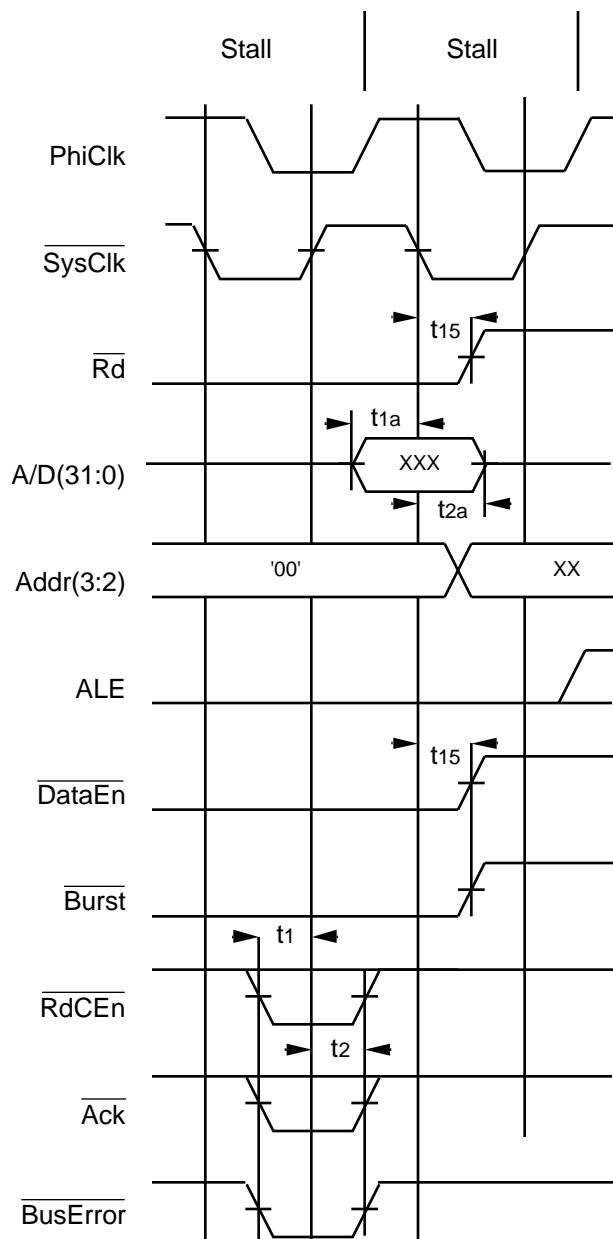 Stall Stall
PhiClk
SysClk
t15
Rd
t1a
XXX
A/D(31:0)
t2a
'00' XX
Addr(3:2)
ALE
t15
DataEn
Burst
t1
RdCEn
t2
Ack
BusError